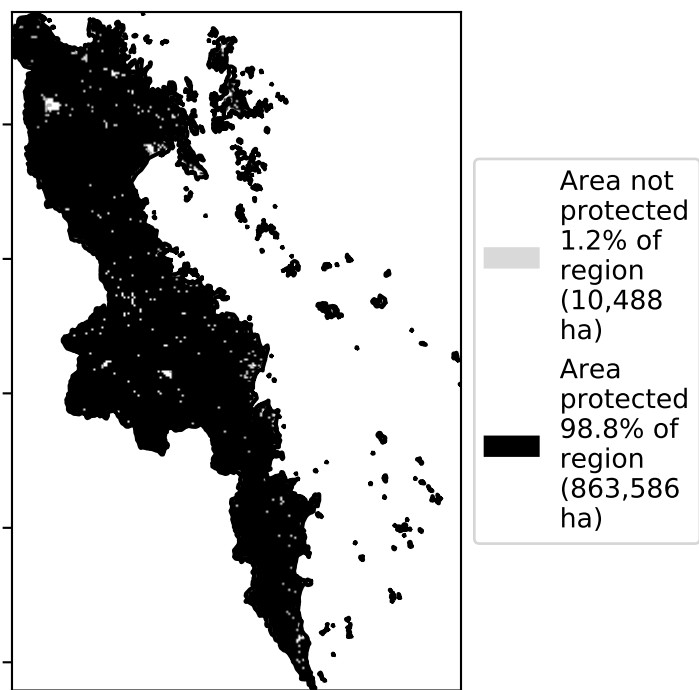 Area not
protected
1.2% of
region
(10,488
ha)
Area
protected
98.8% of
region
(863,586
ha)